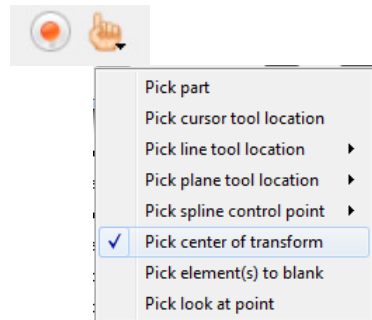 Pick part
Pick cursor tool location
Pick line tool location
Pick plane tool location
Pick spline control point
Pick center of transform
Pick element(s) to blank
Pick look at point